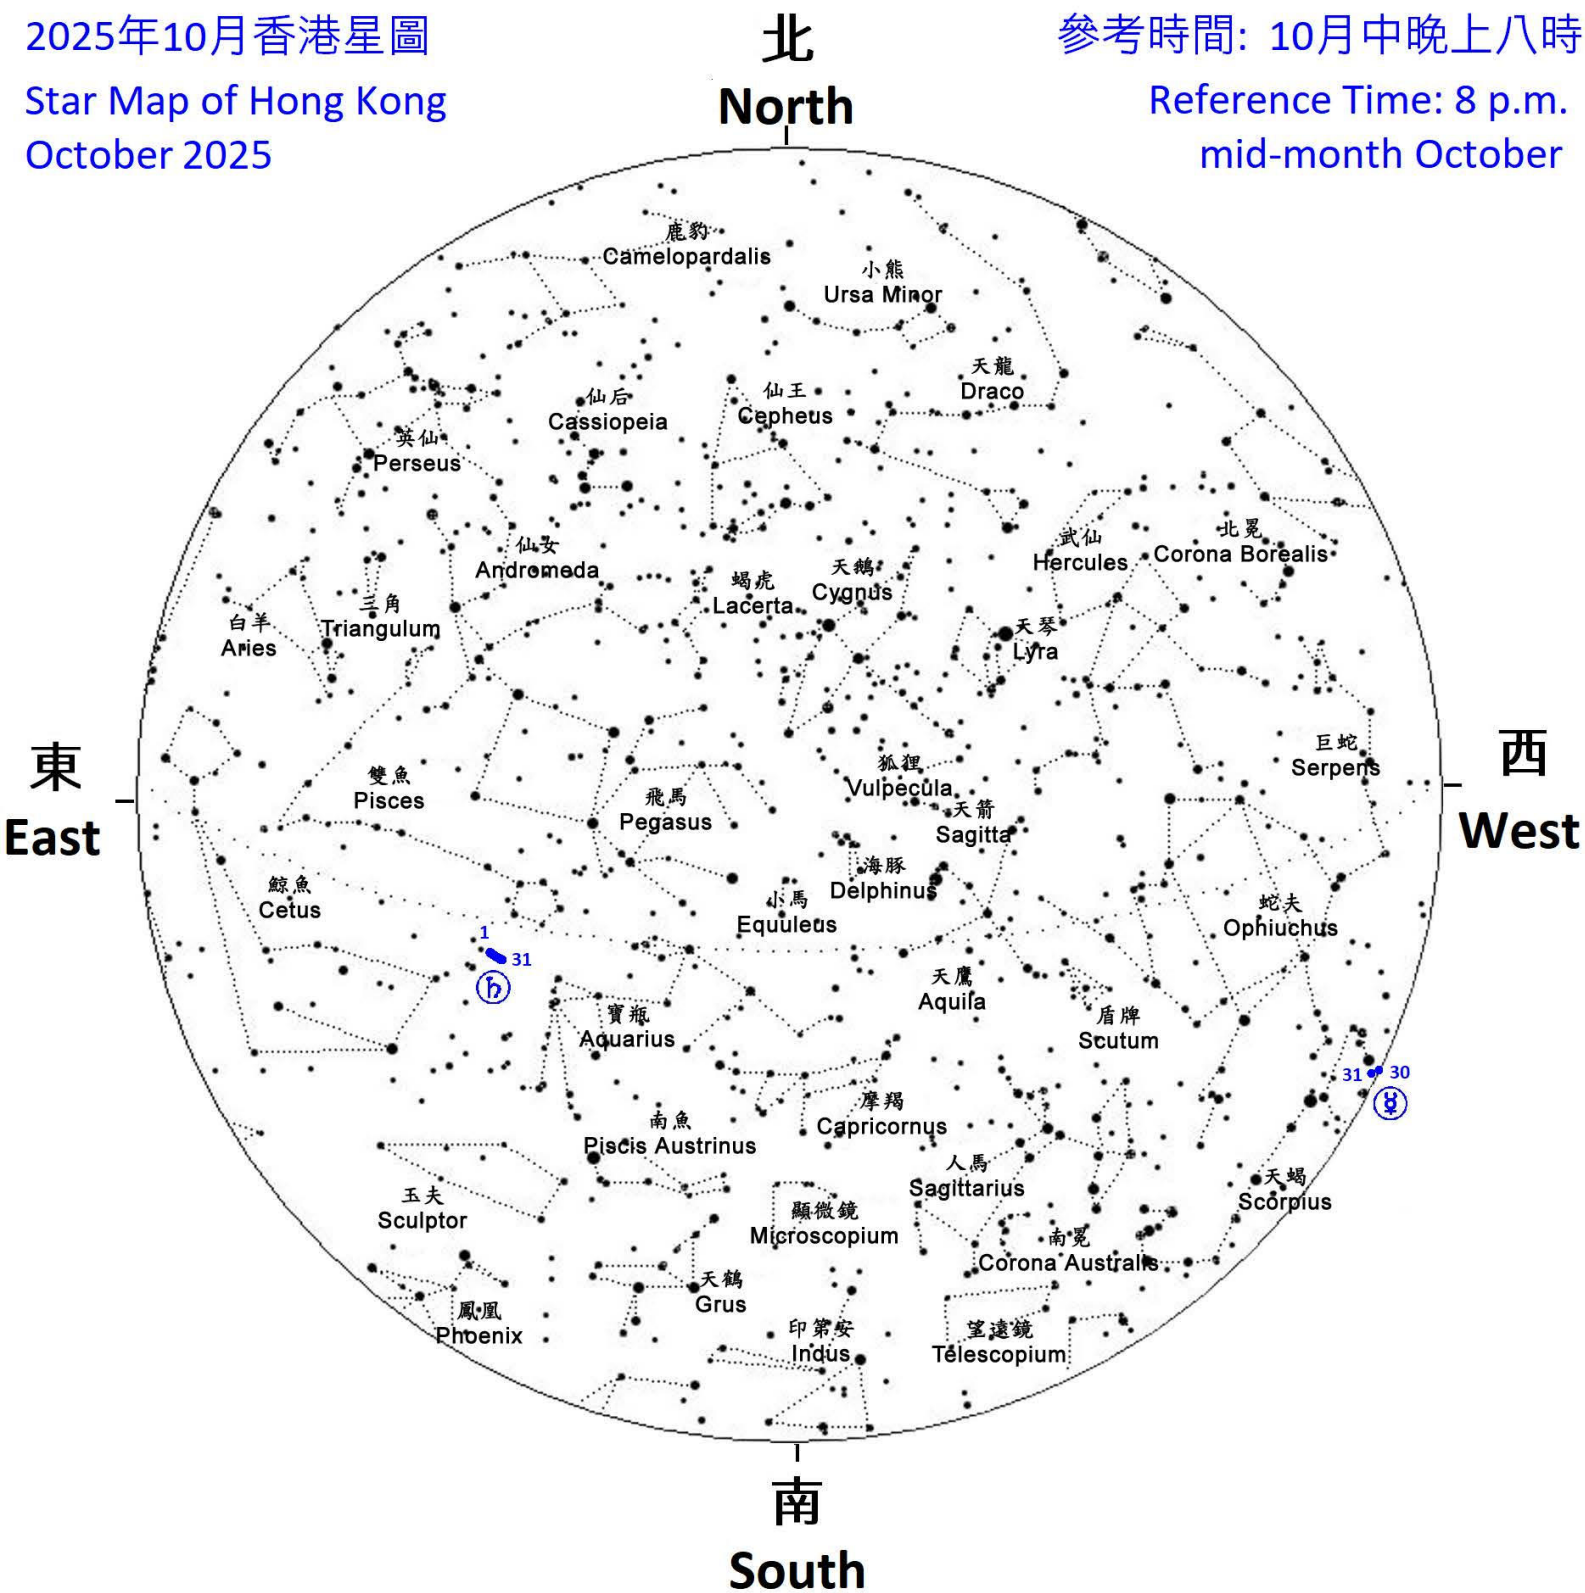 2025年10月香港星圖
Star Map of Hong Kong
October 2025
參考時間: 10月中晚上八時
Reference Time: 8 p.m.
mid-month October
北
North
鹿豹
Camelopardalis
小熊
Ursa Minor
天龍
Draco
仙后
Cassiopeia
仙王
Cepheus
英仙
Perseus
仙女
Andromeda
蝎虎
Lacerta
天鵝
Cygnus
武仙
Hercules
北冕
Corona Borealis
白羊
Aries
三角
Triangulum
天琴
Lyra
東
East
雙魚
Pisces
飛馬
Pegasus
狐狸
Vulpecula
天箭
Sagitta
巨蛇
Serpens
西
West
鯨魚
Cetus
小馬
Equuleus
海豚
Delphinus
蛇夫
Ophiuchus
1
31
♄
寶瓶
Aquarius
天鷹
Aquila
盾牌
Scutum
31
30
☿
南魚
Piscis Austrinus
摩羯
Capricornus
人馬
Sagittarius
天蝎
Scorpius
玉夫
Sculptor
顯微鏡
Microscopium
南冕
Corona Australis
鳳凰
Phoenix
天鶴
Grus
印第安
Indus
望遠鏡
Telescopium
南
South